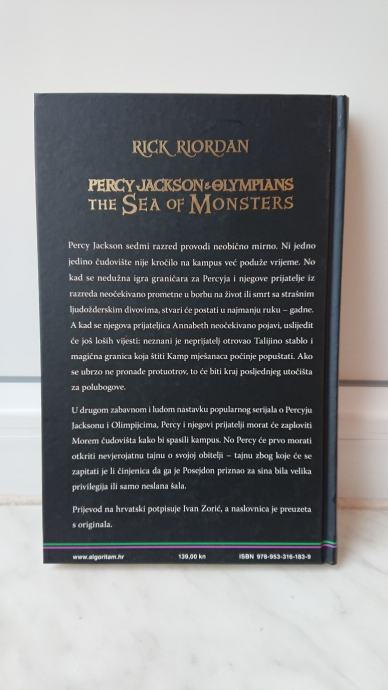 RICK RIORDAN
PERCY JACKSON & OLYMPIANS
THE SEA OF MONSTERS
Percy Jackson sedmi razred provodi neobično mirno. Ni jedno
jedino čudovište nije kročilo na kampus već poduže vrijeme. No
kad se nedužna igra graničara za Percyja i njegove prijatelje iz
razreda neočekivano prometne u borbu na život ili smrt sa strašnim
ljudožderskim divovima, stvari će postati u najmanju ruku – gadne.
A kad se njegova prijateljica Annabeth neočekivano pojavi, uslijedit
će još loših vijesti: neznani je neprijatelj otrovao Talijino stablo i
magična granica koja štiti Kamp mješanaca počinje popuštati. Ako
se ubrzo ne pronađe protuotrov, to će biti kraj posljednjeg utočišta
za polubogove.
U drugom zabavnom i ludom nastavku popularnog serijala o Percyju
Jacksonu i Olimpijcima, Percy i njegovi prijatelji morat će zaploviti
Morem čudovišta kako bi spasili kampus. No Percy će prvo morati
otkriti nevjerojatnu tajnu o svojoj obitelji – tajnu zbog koje će se
zapitati je li činjenica da ga je Posejdon priznao za sina bila velika
privilegija ili samo neslana šala.
Prijevod na hrvatski potpisuje Ivan Zorić, a naslovnica je preuzeta
s originala.
www.algoritam.hr 139,00 kn ISBN 978-953-316-183-9